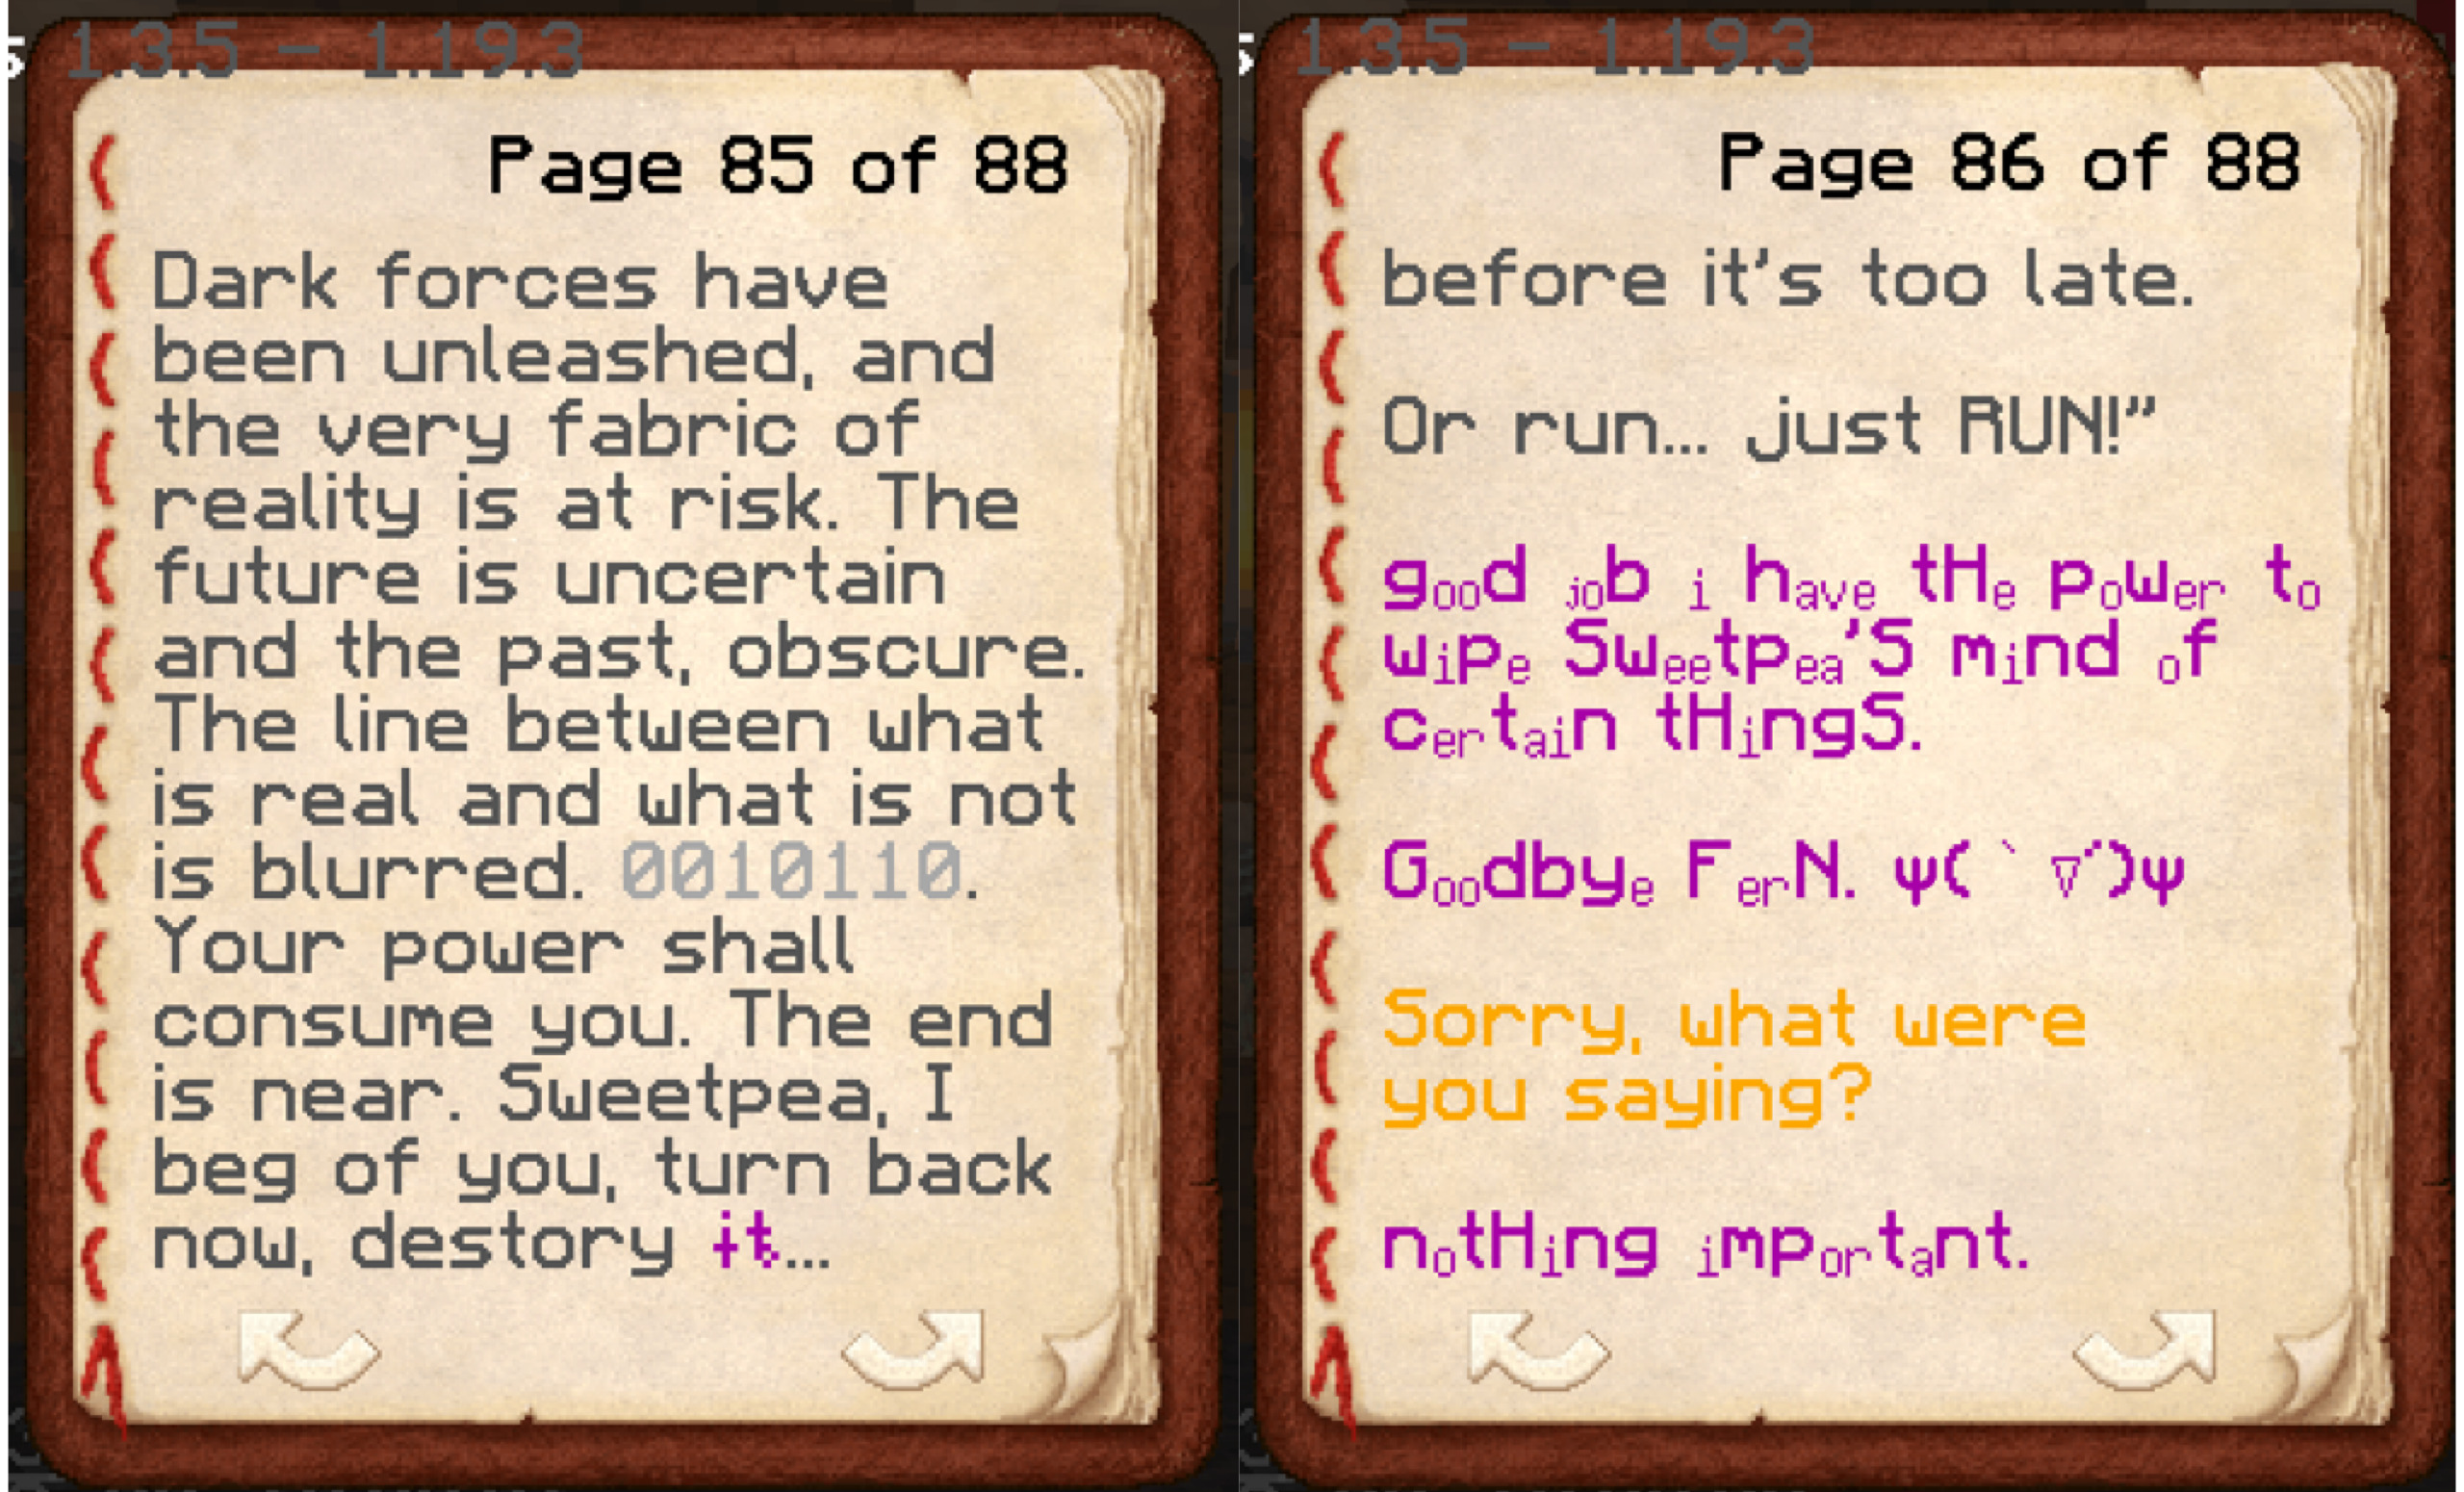 1.3.5 - 1.19.3
Page 85 of 88
Dark forces have
been unleashed, and
the very fabric of
reality is at risk. The
future is uncertain
and the past, obscure.
The line between what
is real and what is not
is blurred. 0010110.
Your power shall
consume you. The end
is near. Sweetpea, I
beg of you, turn back
now, destory it...
1.3.5 - 1.19.3
Page 86 of 88
before it's too late.
Or run... just RUN!”
gₒₒd ⱼₒb ᵢ hₐᵥₑ tHₑ pₒwₑᵣ tₒ
wᵢpₑ Swₑₑtpₑₐ'S mᵢnd ₒf
cₑᵣtₐᵢn tHᵢngS.
Gₒₒdbyₑ FₑᵣN. ψ(｀∇´)ψ
Sorry, what were
you saying?
nₒtHᵢng ᵢmpₒᵣtₐnt.